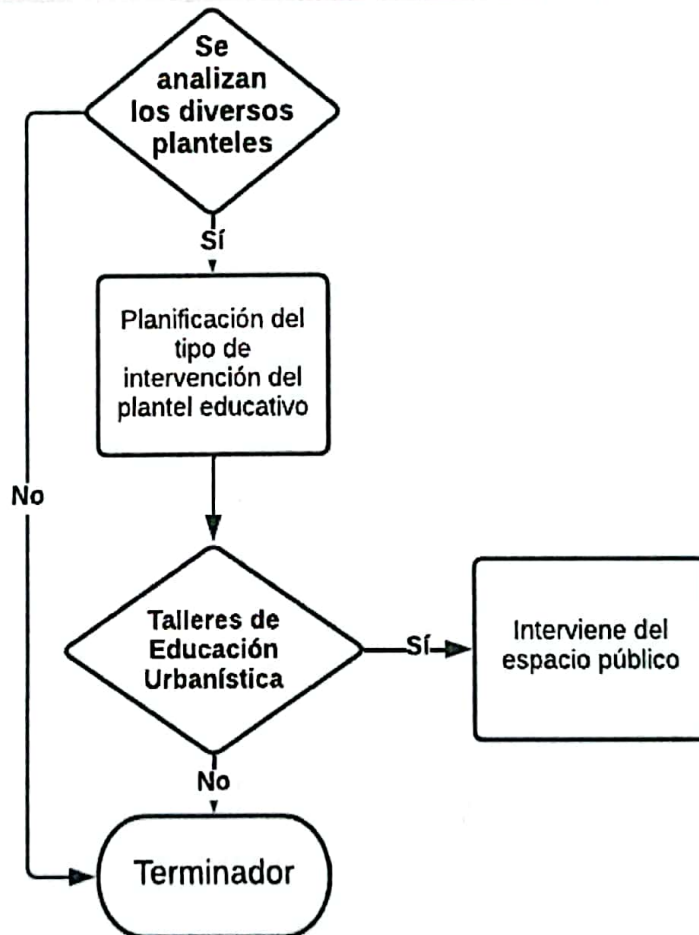 Se
analizan
los diversos
planteles
Sí
Planificación del
tipo de
intervención del
plantel educativo
No
Talleres de
Educación
Urbanística
Sí
Interviene del
espacio público
No
Terminador